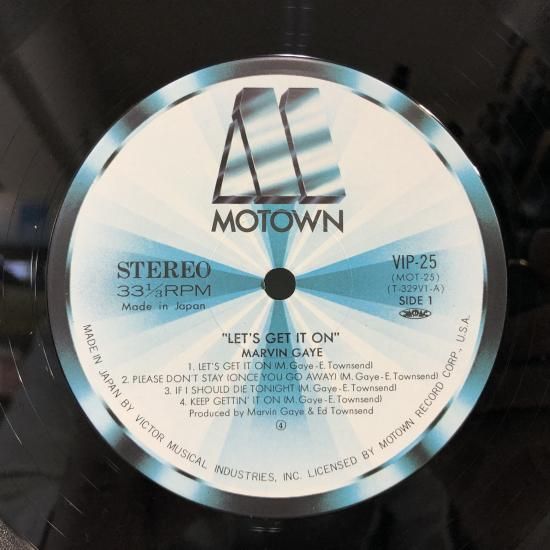 MOTOWN
STEREO
33⅓RPM
Made in Japan
VIP-25
(MOT-25)
(T-329V1-A)
SIDE 1
JASRAC
"LET'S GET IT ON"
MARVIN GAYE
1. LET'S GET IT ON (M. Gaye-E. Townsend)
2. PLEASE DON'T STAY (ONCE YOU GO AWAY) (M. Gaye-E. Townsend)
3. IF I SHOULD DIE TONIGHT (M. Gaye-E. Townsend)
4. KEEP GETTIN' IT ON (M. Gaye-E. Townsend)
Produced by Marvin Gaye & Ed Townsend
④
MADE IN JAPAN BY VICTOR MUSICAL INDUSTRIES, INC. LICENSED BY MOTOWN RECORD CORP., U.S.A.